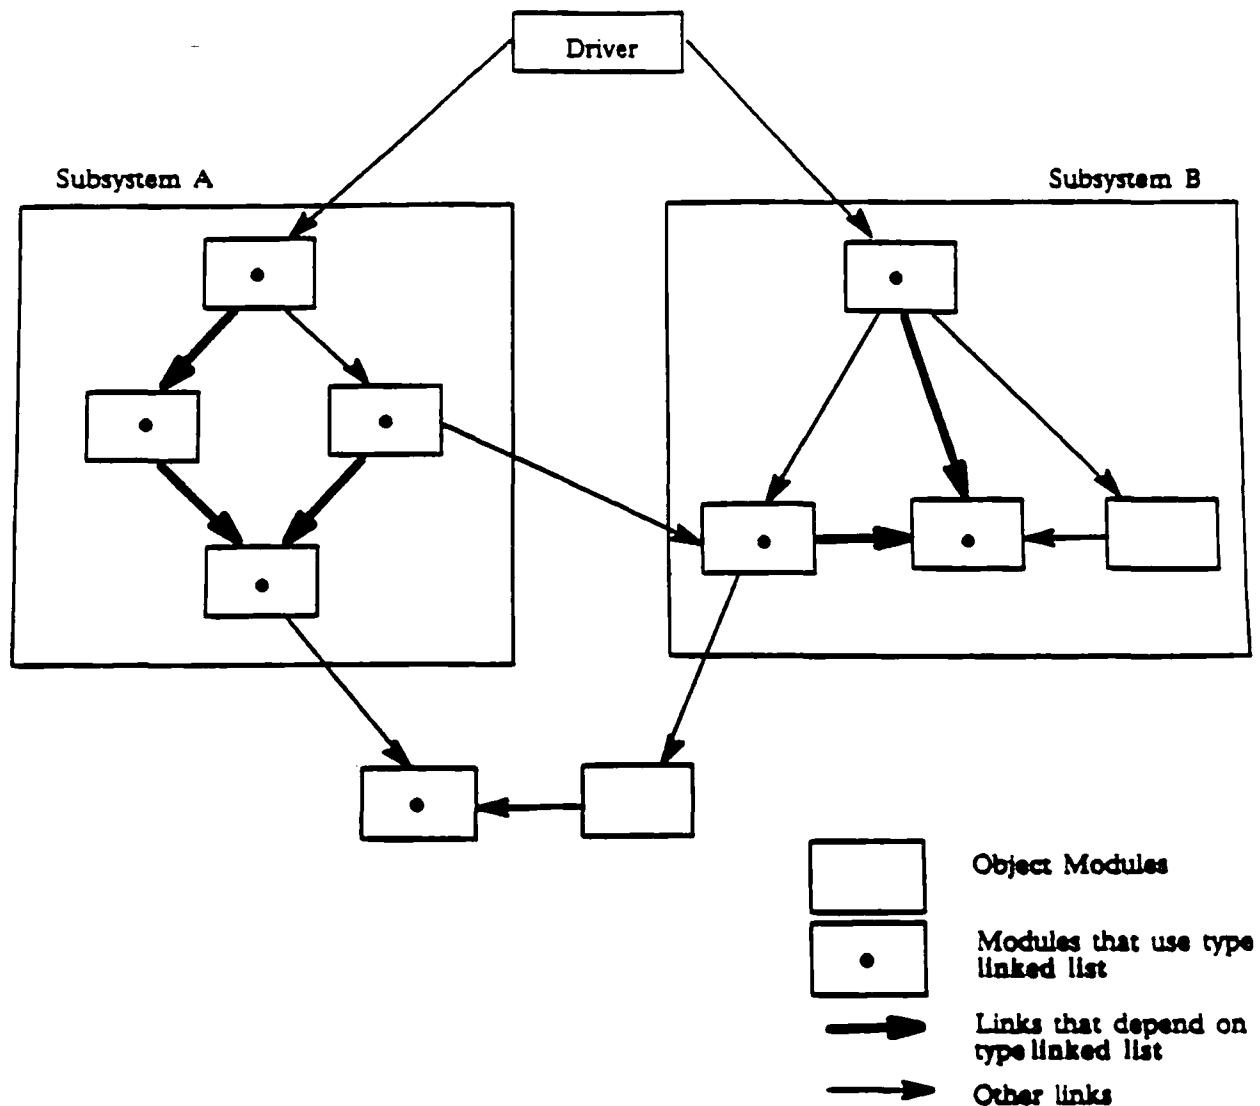 Driver
Subsystem A
Subsystem B
Object Modules
Modules that use type
linked list
Links that depend on
type linked list
Other links